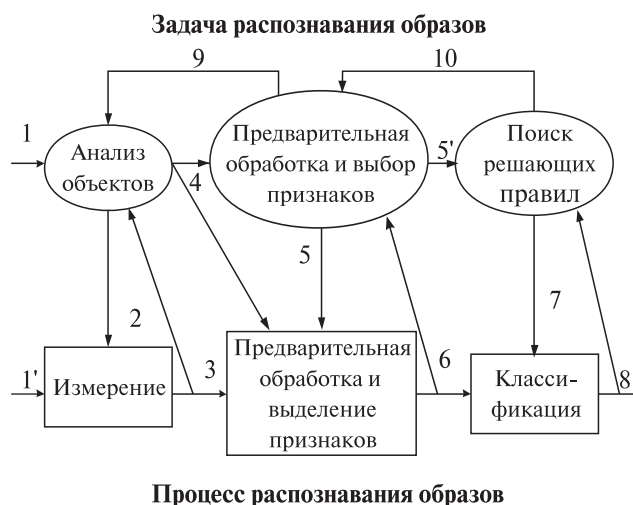 Задача распознавания образов
9
10
1
Анализ
объектов
4
Предварительная
обработка и выбор
признаков
5'
Поиск
решающих
правил
5
2
7
1'
Измерение
3
Предварительная
обработка и
выделение
признаков
6
Класси-
фикация
8
Процесс распознавания образов